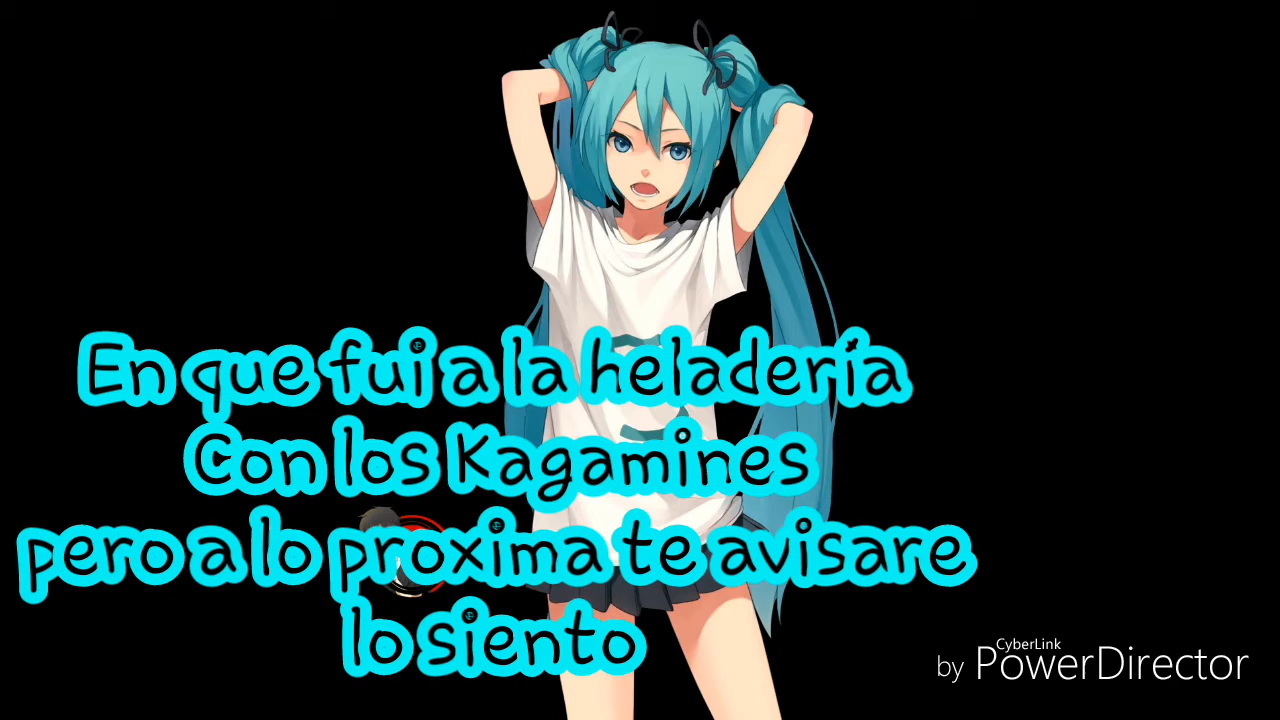 En que fui a la heladería
Con los Kagamines
pero a lo proxima te avisare
lo siento
CyberLink
by PowerDirector